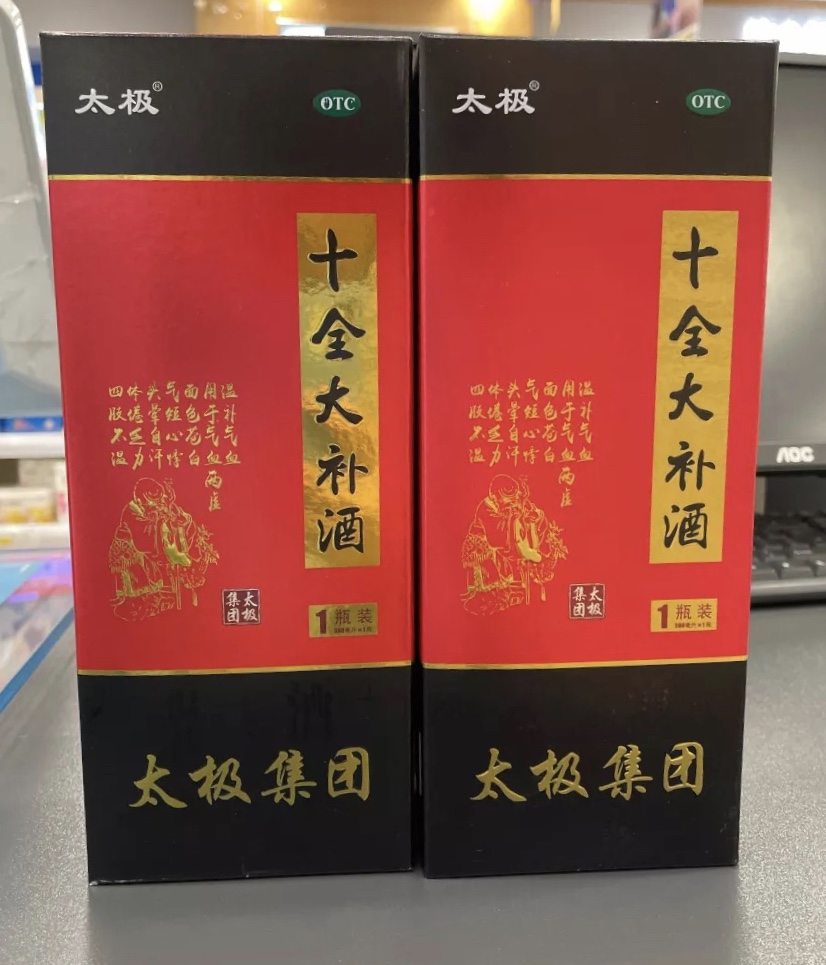 太极®
OTC
十全大补酒
温补气血
用于气血两虚
面色苍白
气短心悸
头晕自汗
体倦乏力
四肢不温
太极
集团
1瓶装
太极集团
太极®
OTC
十全大补酒
温补气血
用于气血两虚
面色苍白
气短心悸
头晕自汗
体倦乏力
四肢不温
太极
集团
1瓶装
太极集团
AOC